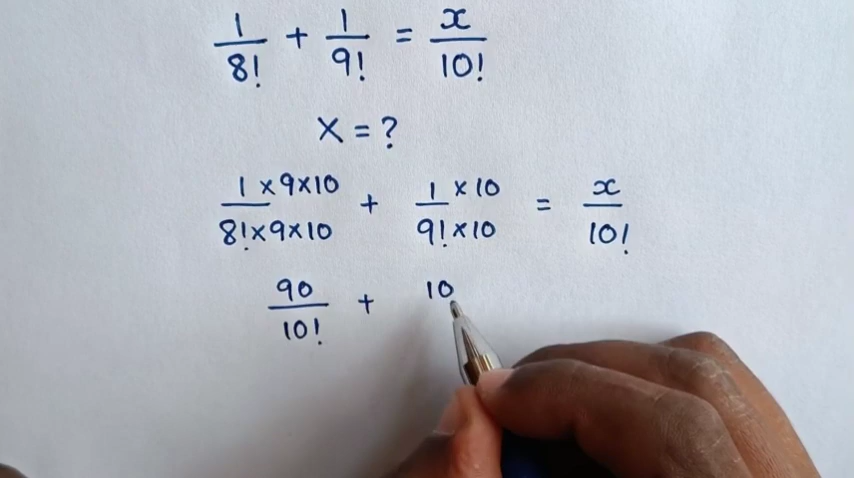 1/8! + 1/9! = x/10!
x = ?
1×9×10/8!×9×10 + 1×10/9!×10 = x/10!
90/10! + 10